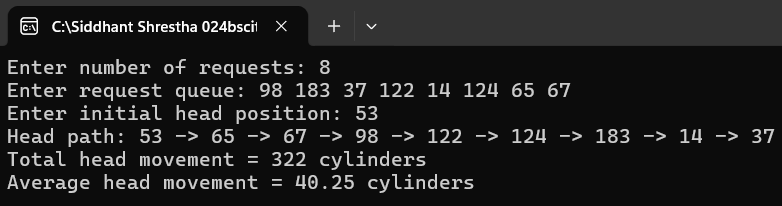 C:\Siddhant Shrestha 024bscit
Enter number of requests: 8
Enter request queue: 98 183 37 122 14 124 65 67
Enter initial head position: 53
Head path: 53 -> 65 -> 67 -> 98 -> 122 -> 124 -> 183 -> 14 -> 37
Total head movement = 322 cylinders
Average head movement = 40.25 cylinders